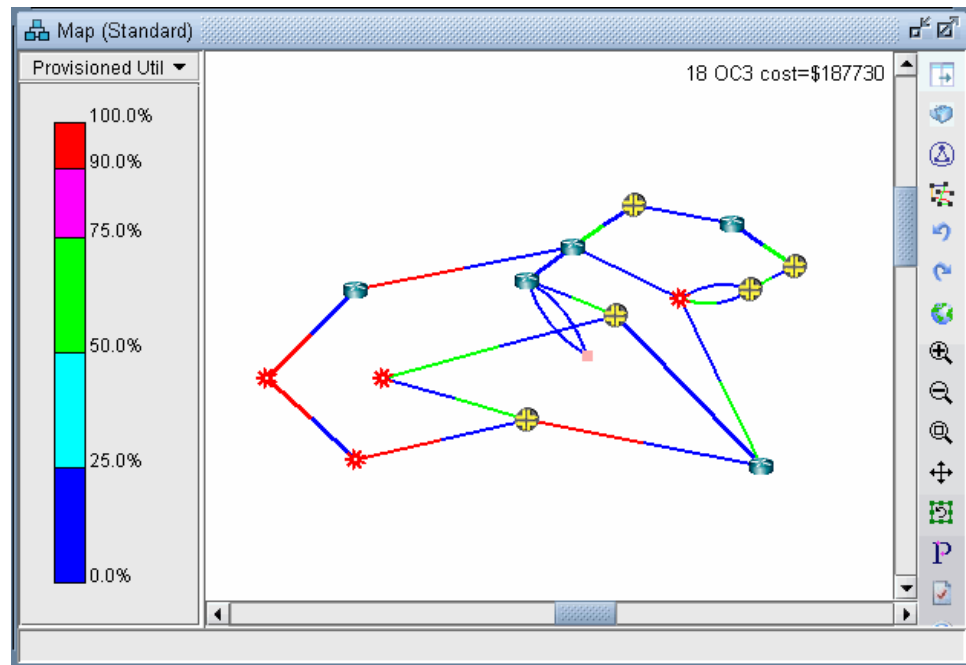 Map (Standard)
Provisioned Util
18 OC3 cost=$187730
100.0%
90.0%
75.0%
50.0%
25.0%
0.0%
P